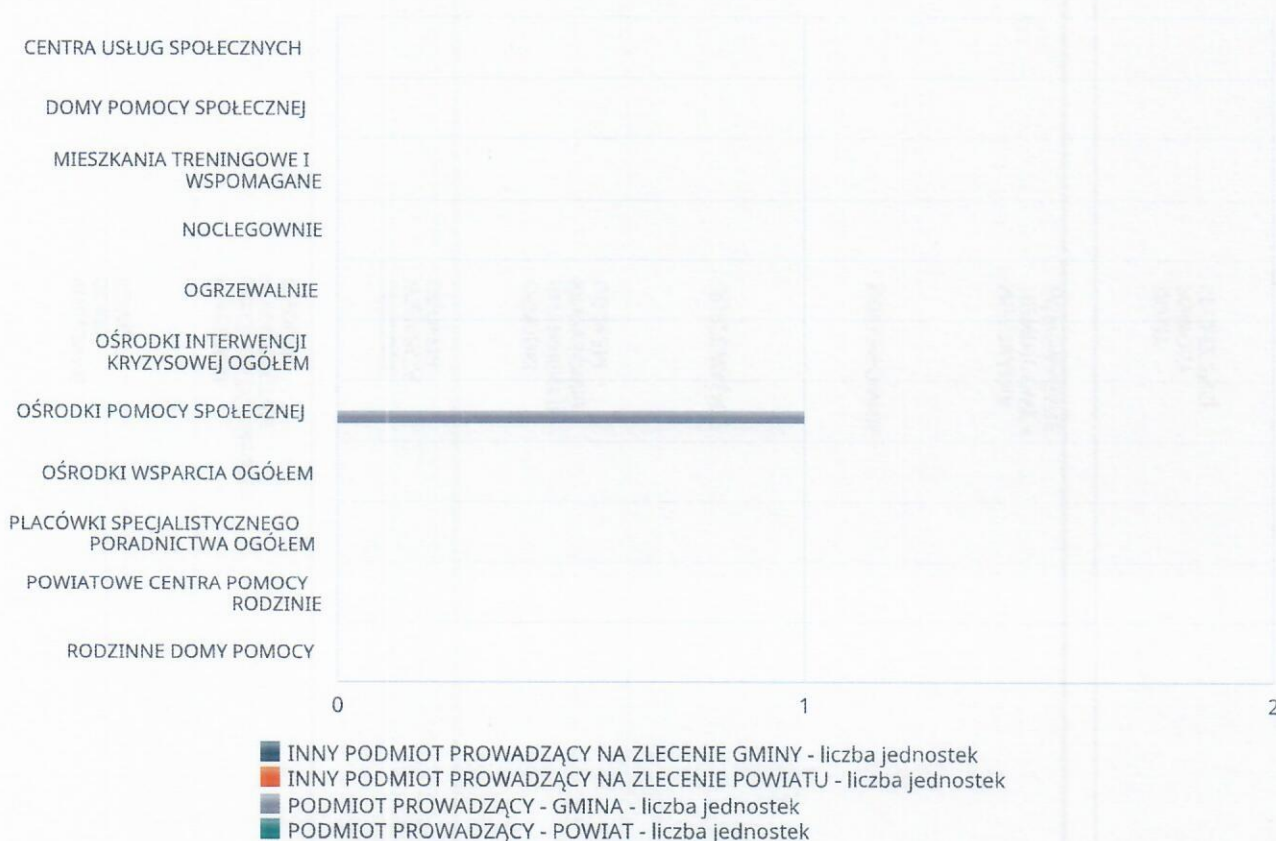 CENTRA USŁUG SPOŁECZNYCH
DOMY POMOCY SPOŁECZNEJ
MIESZKANIA TRENINGOWE I
WSPOMAGANE
NOCLEGOWNIE
OGRZEWALNIE
OŚRODKI INTERWENCJI
KRYZYSOWEJ OGÓŁEM
OŚRODKI POMOCY SPOŁECZNEJ
OŚRODKI WSPARCIA OGÓŁEM
PLACÓWKI SPECJALISTYCZNEGO
PORADNICTWA OGÓŁEM
POWIATOWE CENTRA POMOCY
RODZINIE
RODZINNE DOMY POMOCY
0 1 2
INNY PODMIOT PROWADZĄCY NA ZLECENIE GMINY - liczba jednostek
INNY PODMIOT PROWADZĄCY NA ZLECENIE POWIATU - liczba jednostek
PODMIOT PROWADZĄCY - GMINA - liczba jednostek
PODMIOT PROWADZĄCY - POWIAT - liczba jednostek